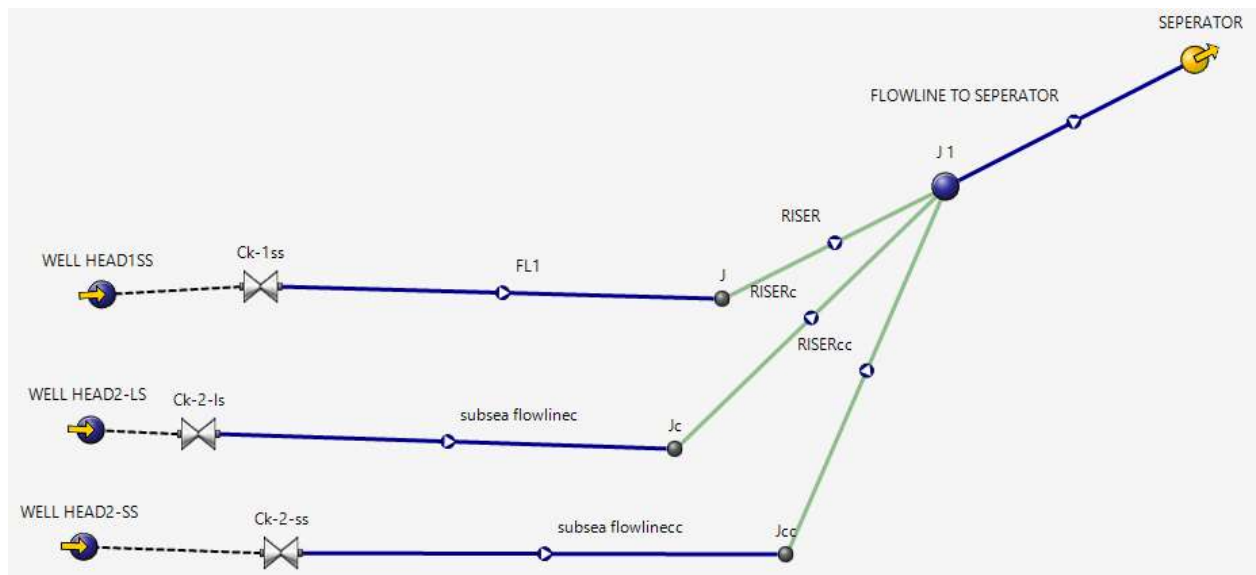 SEPERATOR
FLOWLINE TO SEPERATOR
J 1
RISER
Ck-1ss
WELL HEAD1SS
FL1
J
RISERc
RISERcc
WELL HEAD2-LS
Ck-2-ls
subsea flowlinec
Jc
WELL HEAD2-SS
Ck-2-ss
subsea flowlinecc
Jcc